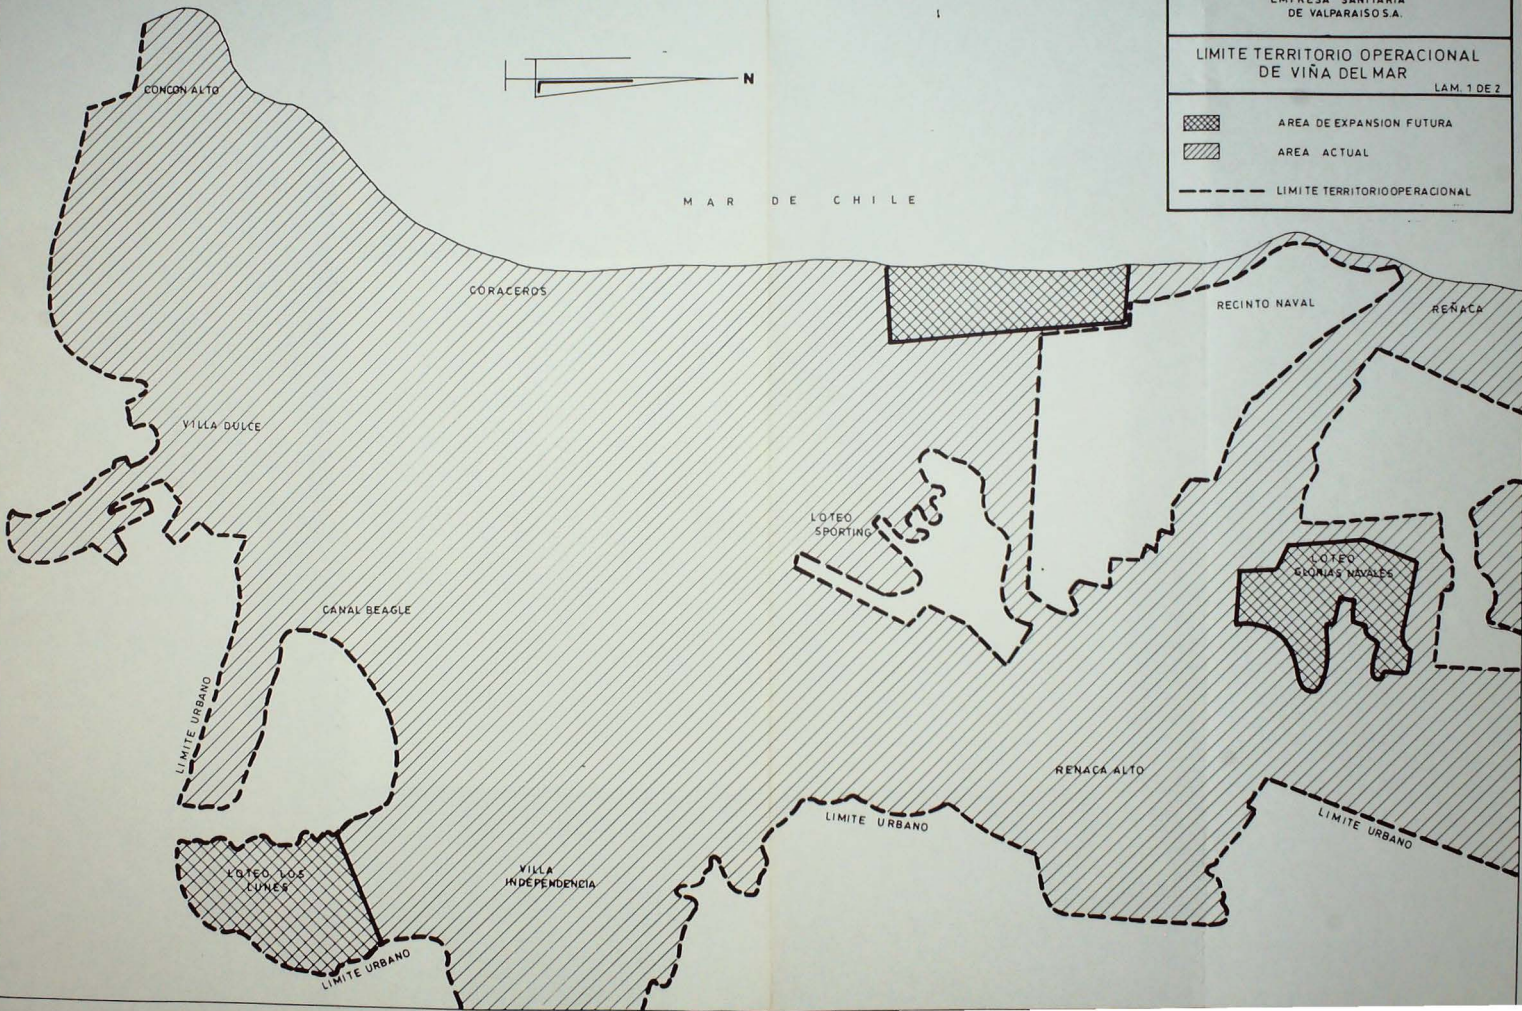 EMPRESA SANITARIA
DE VALPARAISO S.A.
LIMITE TERRITORIO OPERACIONAL
DE VIÑA DEL MAR
LAM. 1 DE 2
AREA DE EXPANSION FUTURA
AREA ACTUAL
LIMITE TERRITORIO OPERACIONAL
N
MAR DE CHILE
CONCON ALTO
CORACEROS
RECINTO NAVAL
REÑACA
VILLA DULCE
LOTEO
SPORTING
LOTEO
GLORIAS NAVALES
CANAL BEAGLE
LIMITE URBANO
RENACA ALTO
LIMITE URBANO
LIMITE URBANO
LOTEO LOS
LUNES
VILLA
INDEPENDENCIA
LIMITE URBANO